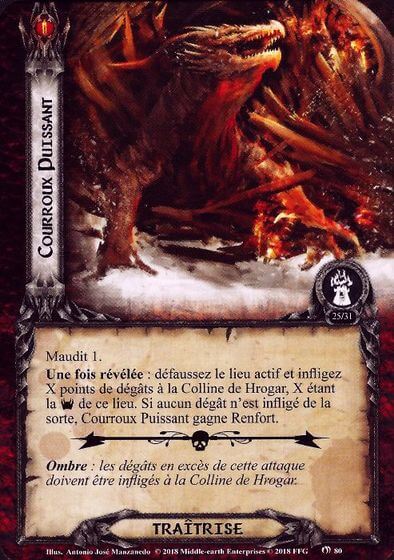 COURROUX PUISSANT
25/31
Maudit 1.
Une fois révélée : défaussez le lieu actif et infligez
X points de dégâts à la Colline de Hrogar, X étant
la de ce lieu. Si aucun dégât n'est infligé de la
sorte, Courroux Puissant gagne Renfort.
Ombre : les dégâts en excès de cette attaque
doivent être infligés à la Colline de Hrogar.
TRAÎTRISE
Illus. Antonio José Manzanedo © 2018 Middle-earth Enterprises © 2018 FFG 80